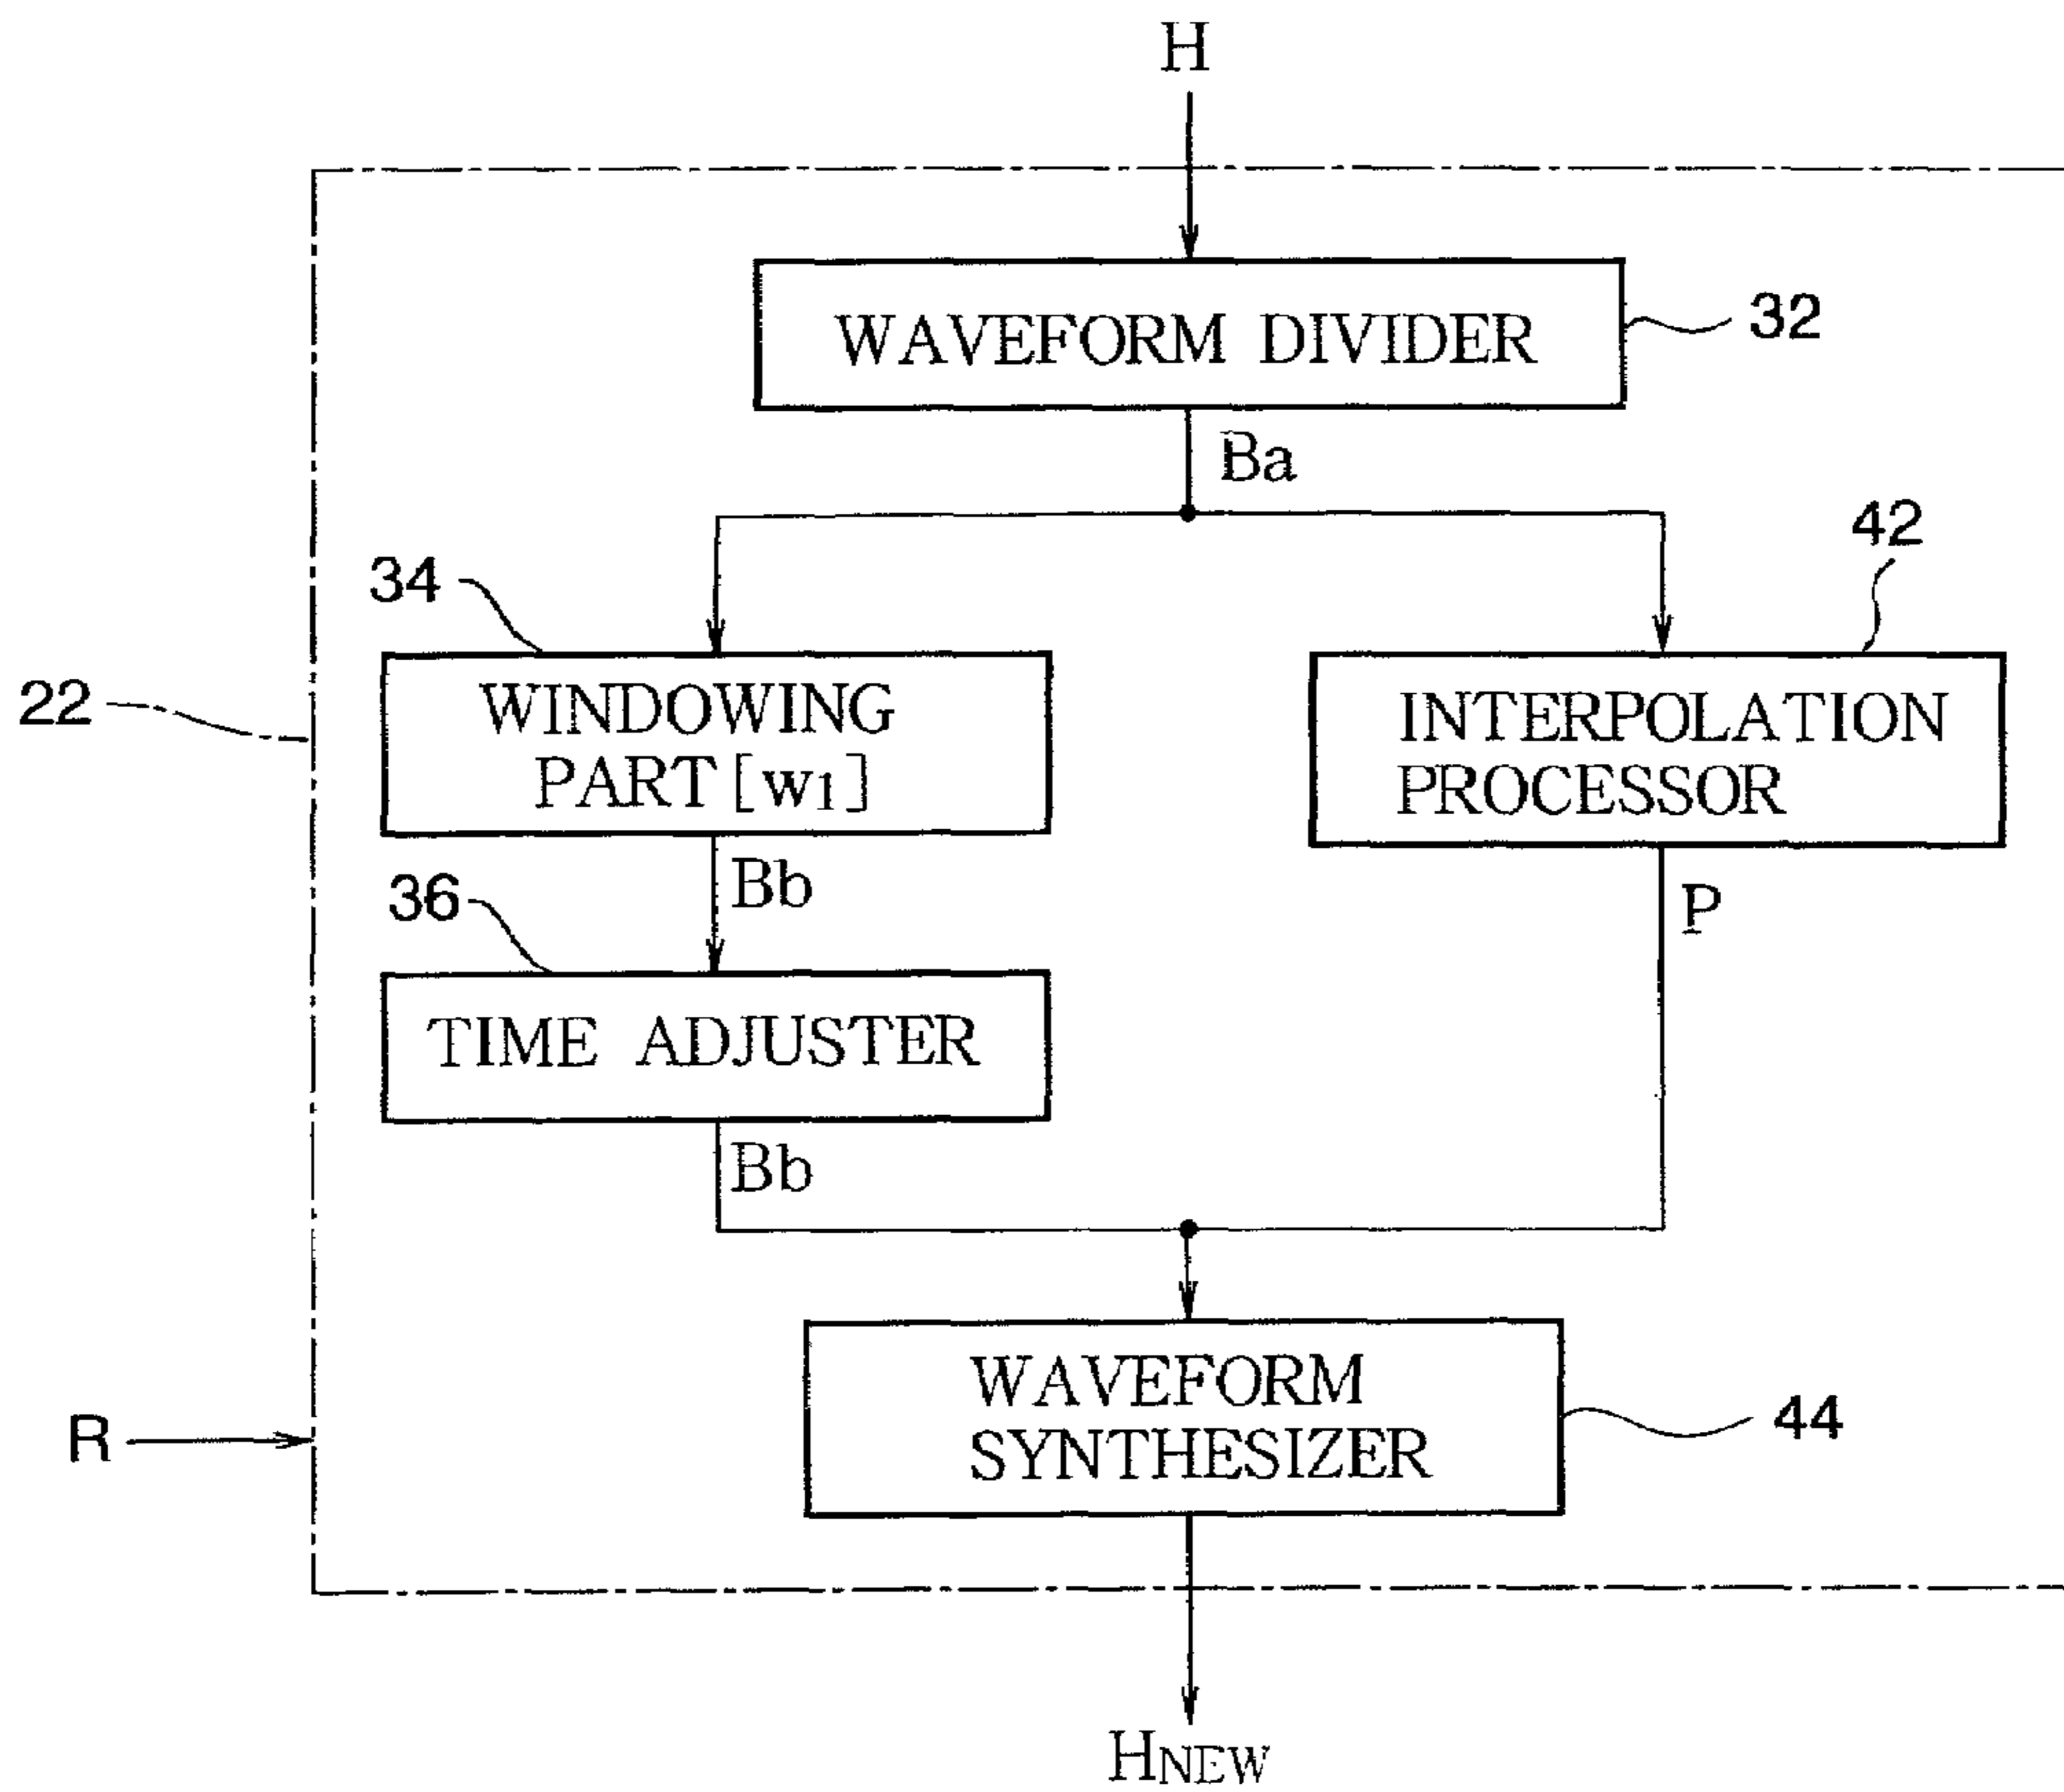 H
WAVEFORM DIVIDER
32
Ba
42
34
22
WINDOWING
PART[w1]
INTERPOLATION
PROCESSOR
36
Bb
P
TIME ADJUSTER
Bb
WAVEFORM
SYNTHESIZER
44
R
HNEW